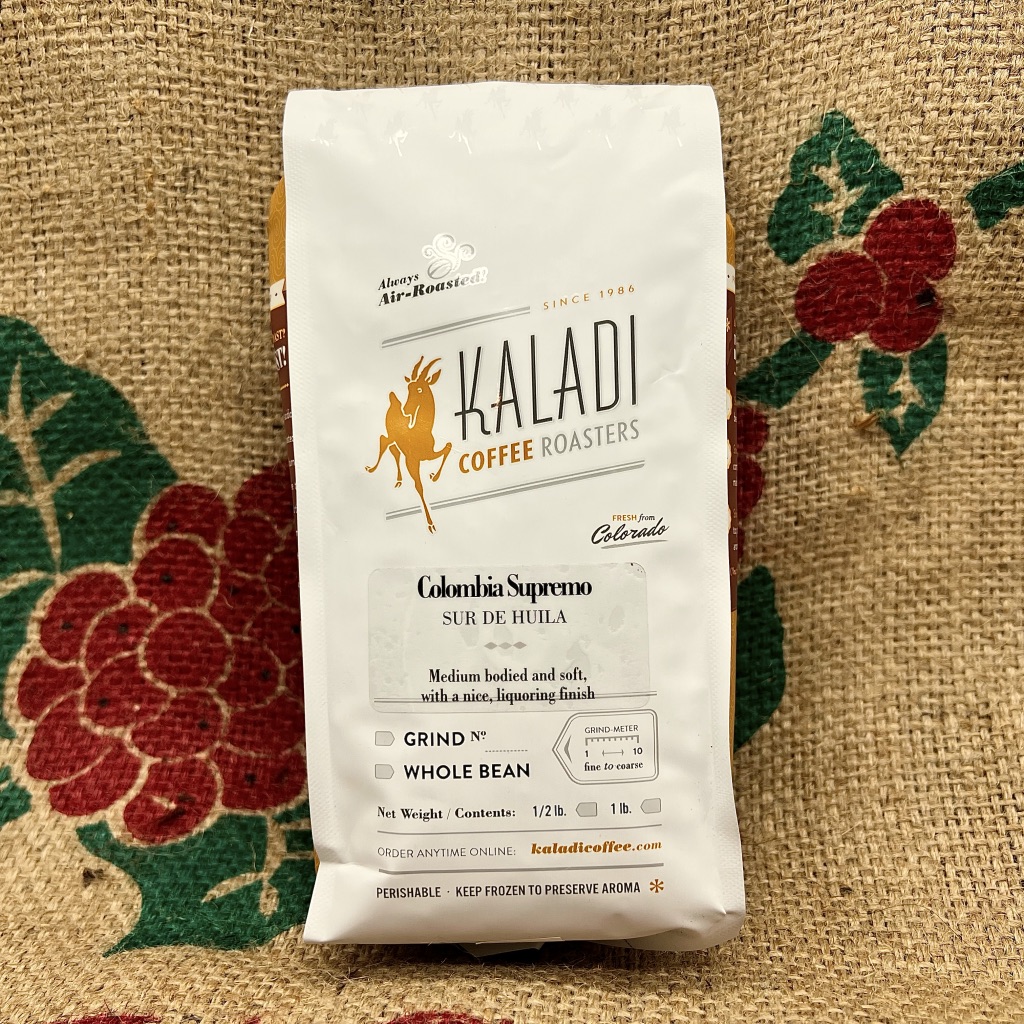 Always
Air-Roasted!
SINCE 1986
KALADI
COFFEE ROASTERS
FRESH from
Colorado
Colombia Supremo
SUR DE HUILA
Medium bodied and soft,
with a nice, liquoring finish
GRIND Nº
WHOLE BEAN
GRIND-METER
1 10
fine to coarse
Net Weight / Contents: 1/2 lb. 1 lb.
ORDER ANYTIME ONLINE: kaladicoffee.com
PERISHABLE · KEEP FROZEN TO PRESERVE AROMA